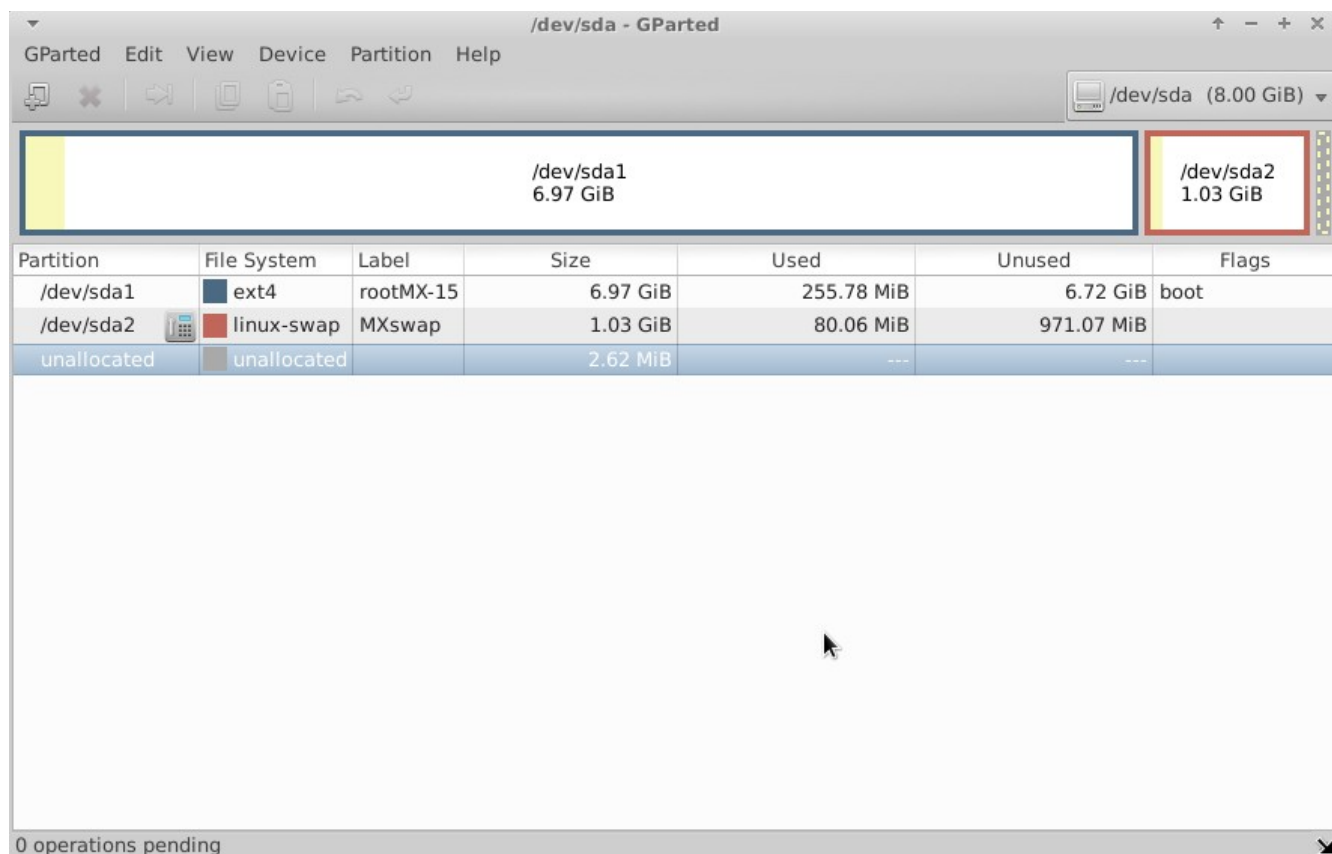 /dev/sda - GParted
GParted Edit View Device Partition Help
/dev/sda (8.00 GiB)
/dev/sda1
6.97 GiB
/dev/sda2
1.03 GiB
Partition File System Label Size Used Unused Flags
/dev/sda1 ext4 rootMX-15 6.97 GiB 255.78 MiB 6.72 GiB boot
/dev/sda2 linux-swap MXswap 1.03 GiB 80.06 MiB 971.07 MiB
unallocated unallocated 2.62 MiB --- ---
0 operations pending